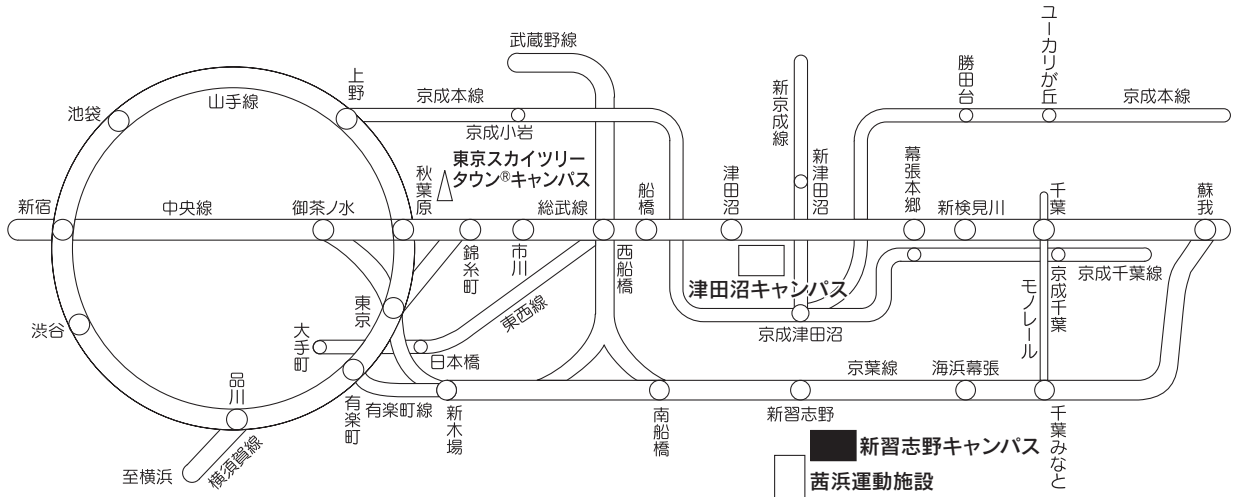 武蔵野線
上野
京成本線
京成小岩
新京成線
勝田台
ユーカリが丘
京成本線
池袋
山手線
秋葉原
東京スカイツリー
タウン®キャンパス
新津田沼
幕張本郷
新宿
中央線
御茶ノ水
総武線
船橋
津田沼
新検見川
千葉
蘇我
錦糸町
市川
西船橋
津田沼キャンパス
京成千葉
京成千葉線
モノレール
東京
東西線
渋谷
大手町
日本橋
京成津田沼
品川
有楽町
有楽町線
新木場
南船橋
新習志野
京葉線
海浜幕張
千葉みなと
至横浜
横須賀線
新習志野キャンパス
茜浜運動施設